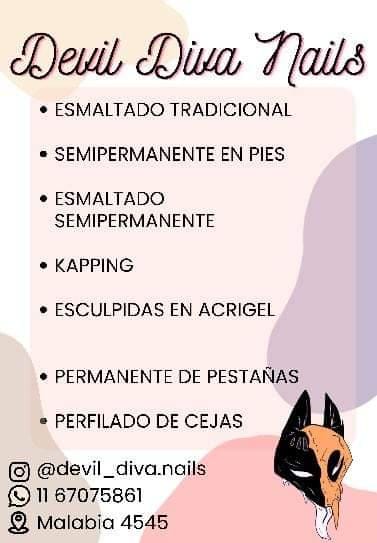 Devil Diva Nails
• ESMALTADO TRADICIONAL
• SEMIPERMANENTE EN PIES
• ESMALTADO
SEMIPERMANENTE
• KAPPING
• ESCULPIDAS EN ACRIGEL
• PERMANENTE DE PESTAÑAS
• PERFILADO DE CEJAS
@devil_diva.nails
11 67075861
Malabia 4545